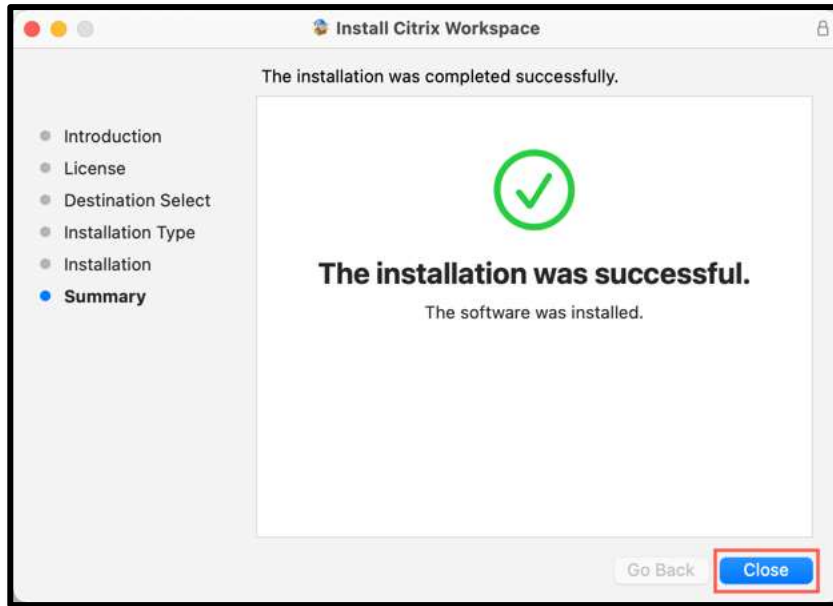 Install Citrix Workspace
The installation was completed successfully.
Introduction
License
Destination Select
Installation Type
Installation
Summary
The installation was successful.
The software was installed.
Go Back
Close